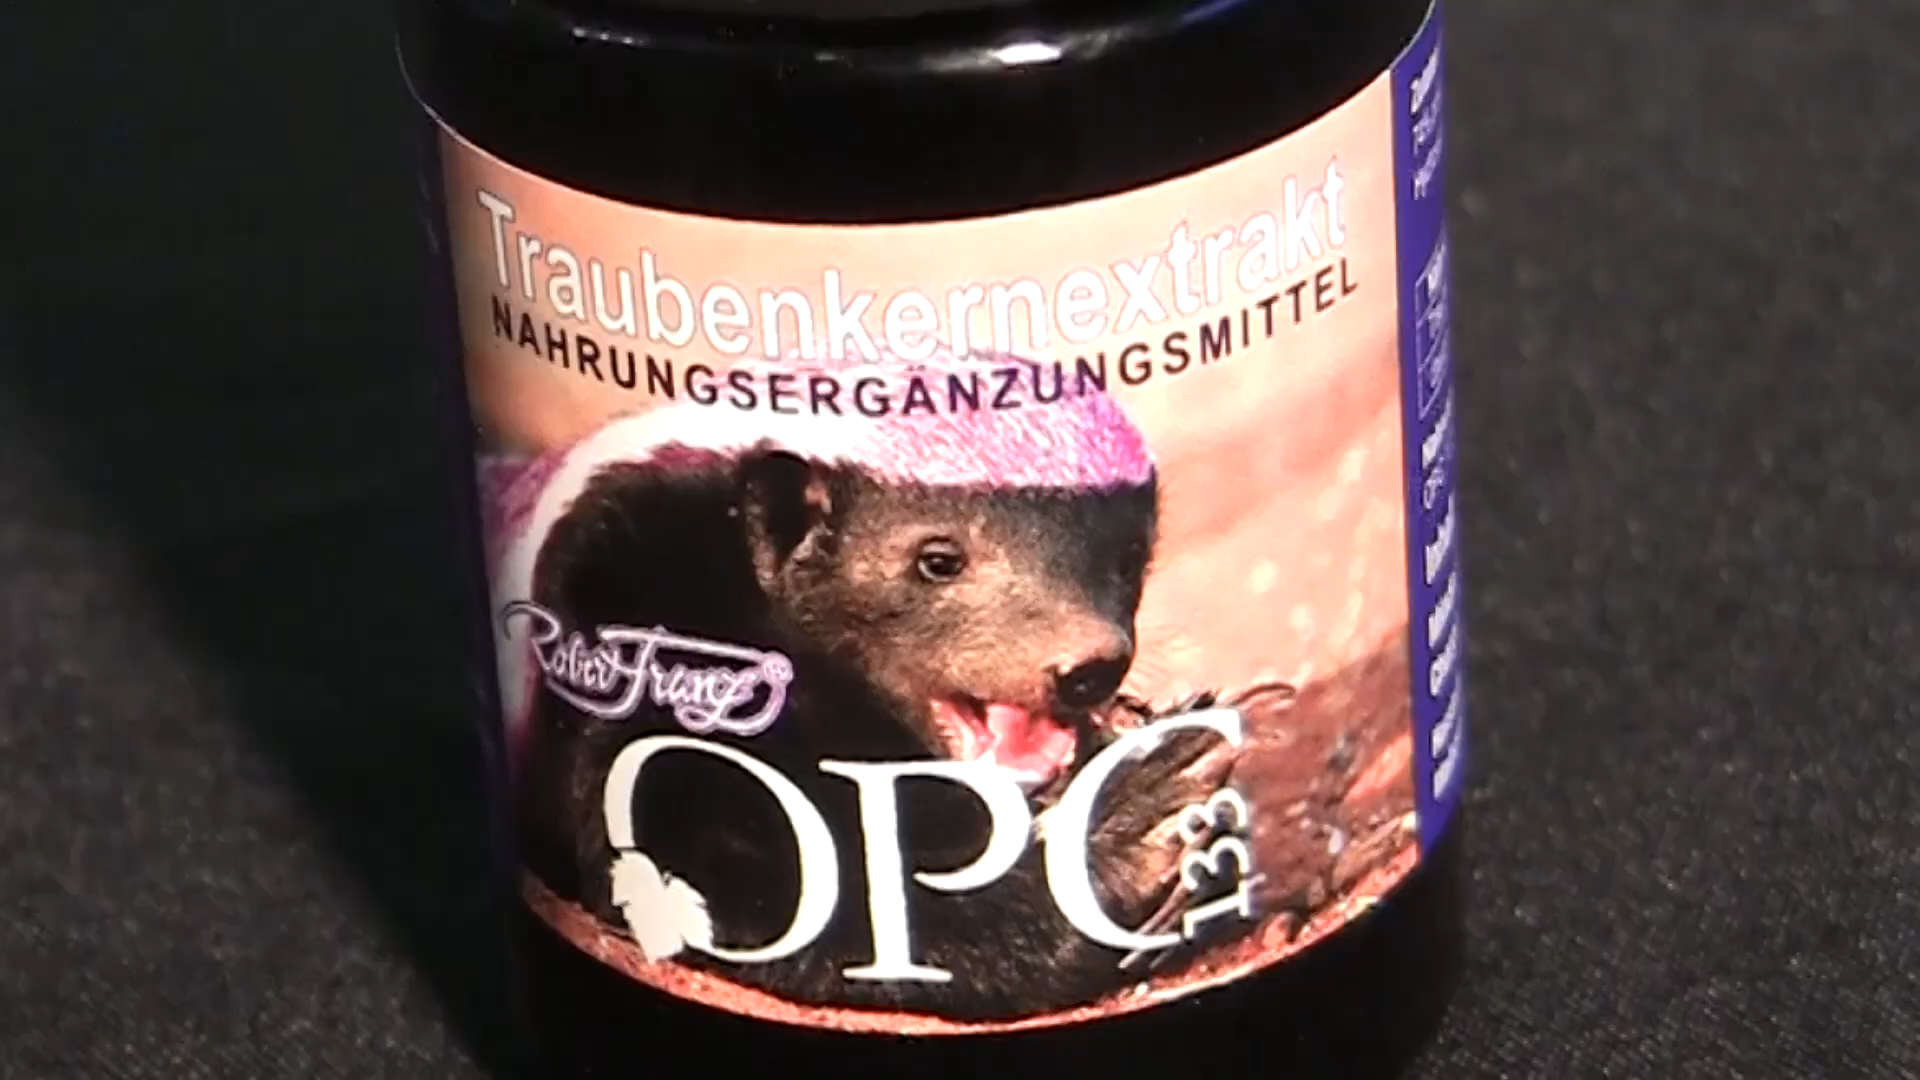 Traubenkernextrakt
NAHRUNGSERGÄNZUNGSMITTEL
Robert Franz®
OPC
133